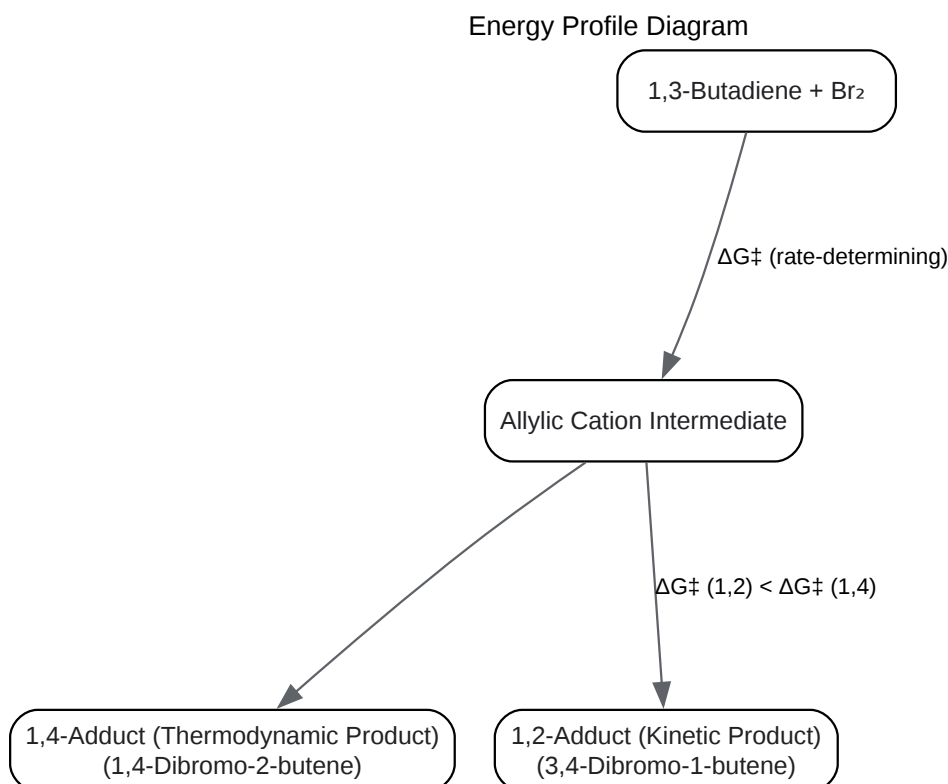 Energy Profile Diagram
1,3-Butadiene + Br₂
ΔG‡ (rate-determining)
Allylic Cation Intermediate
ΔG‡ (1,2) < ΔG‡ (1,4)
1,4-Adduct (Thermodynamic Product)
(1,4-Dibromo-2-butene)
1,2-Adduct (Kinetic Product)
(3,4-Dibromo-1-butene)